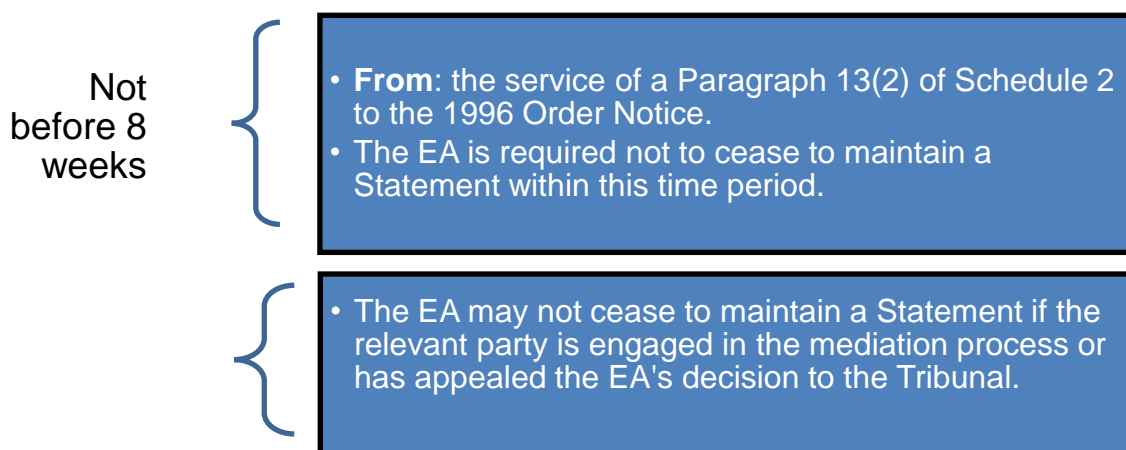 Not
before 8
weeks
• From: the service of a Paragraph 13(2) of Schedule 2
to the 1996 Order Notice.
• The EA is required not to cease to maintain a
Statement within this time period.
• The EA may not cease to maintain a Statement if the
relevant party is engaged in the mediation process or
has appealed the EA's decision to the Tribunal.